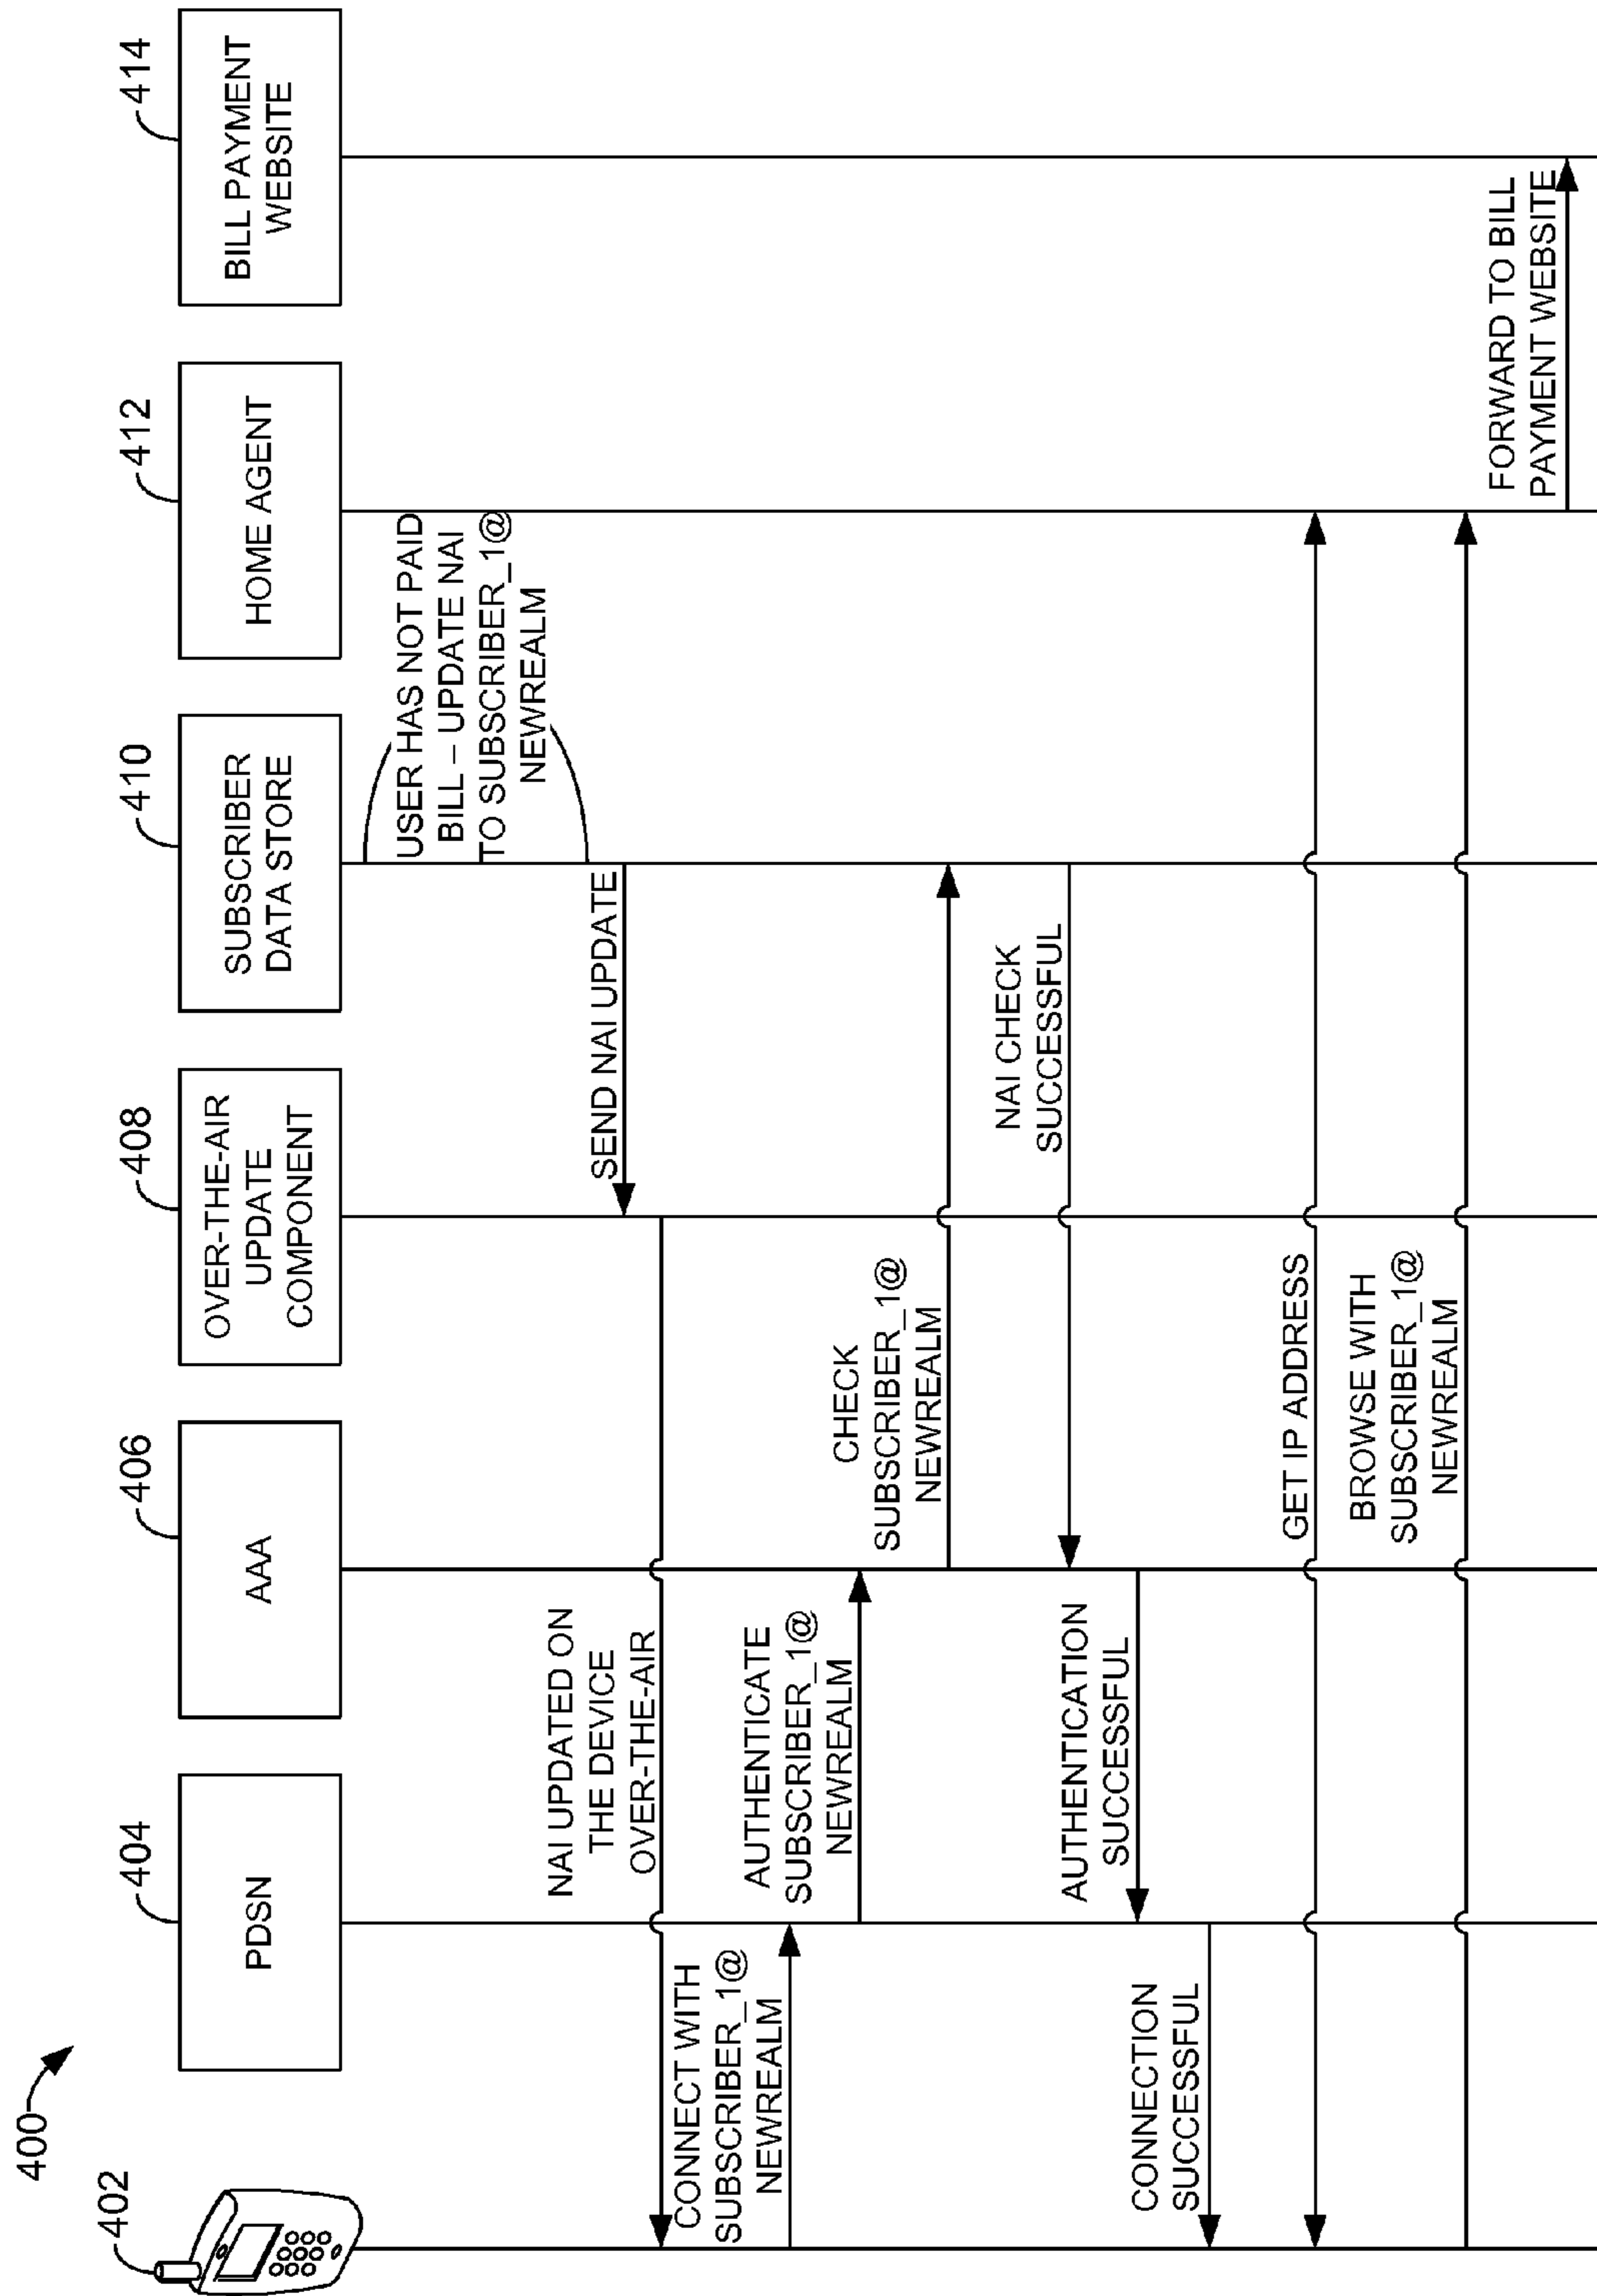 400
402
404
406
408
410
412
414
PDSN
AAA
OVER-THE-AIR
UPDATE
COMPONENT
SUBSCRIBER
DATA STORE
HOME AGENT
BILL PAYMENT
WEBSITE
USER HAS NOT PAID
BILL – UPDATE NAI
TO SUBSCRIBER_1@
NEWREALM
SEND NAI UPDATE
NAI UPDATED ON
THE DEVICE
OVER-THE-AIR
CONNECT WITH
SUBSCRIBER_1@
NEWREALM
AUTHENTICATE
SUBSCRIBER_1@
NEWREALM
CHECK
SUBSCRIBER_1@
NEWREALM
NAI CHECK
SUCCESSFUL
AUTHENTICATION
SUCCESSFUL
CONNECTION
SUCCESSFUL
GET IP ADDRESS
BROWSE WITH
SUBSCRIBER_1@
NEWREALM
FORWARD TO BILL
PAYMENT WEBSITE